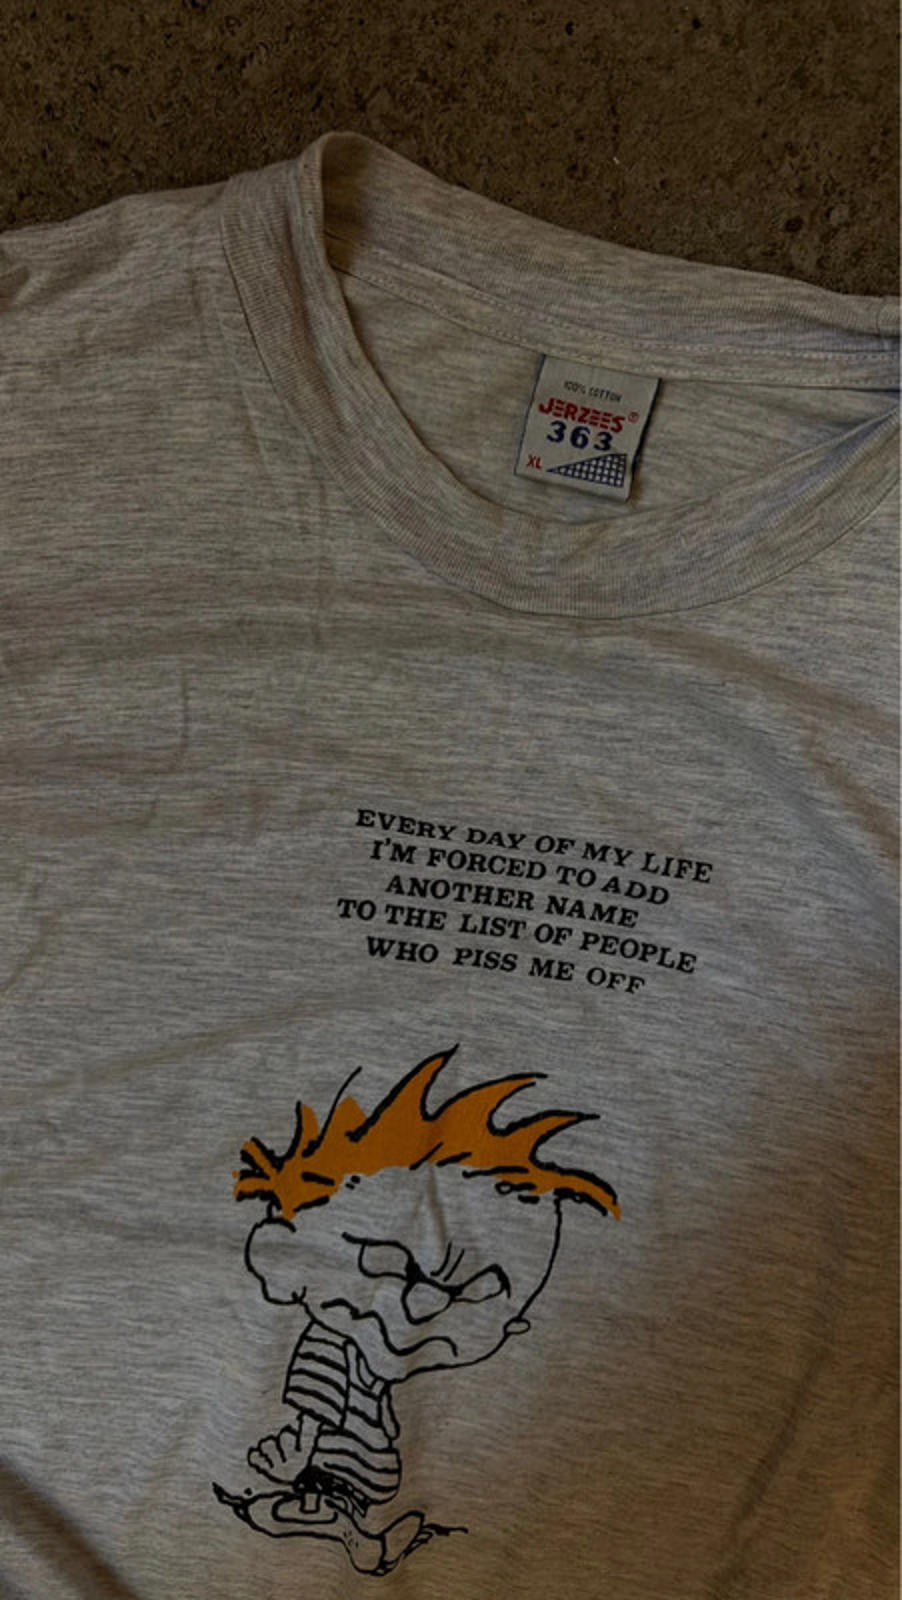 100% COTTON
JERZEES®
363
XL
EVERY DAY OF MY LIFE
I'M FORCED TO ADD
ANOTHER NAME
TO THE LIST OF PEOPLE
WHO PISS ME OFF